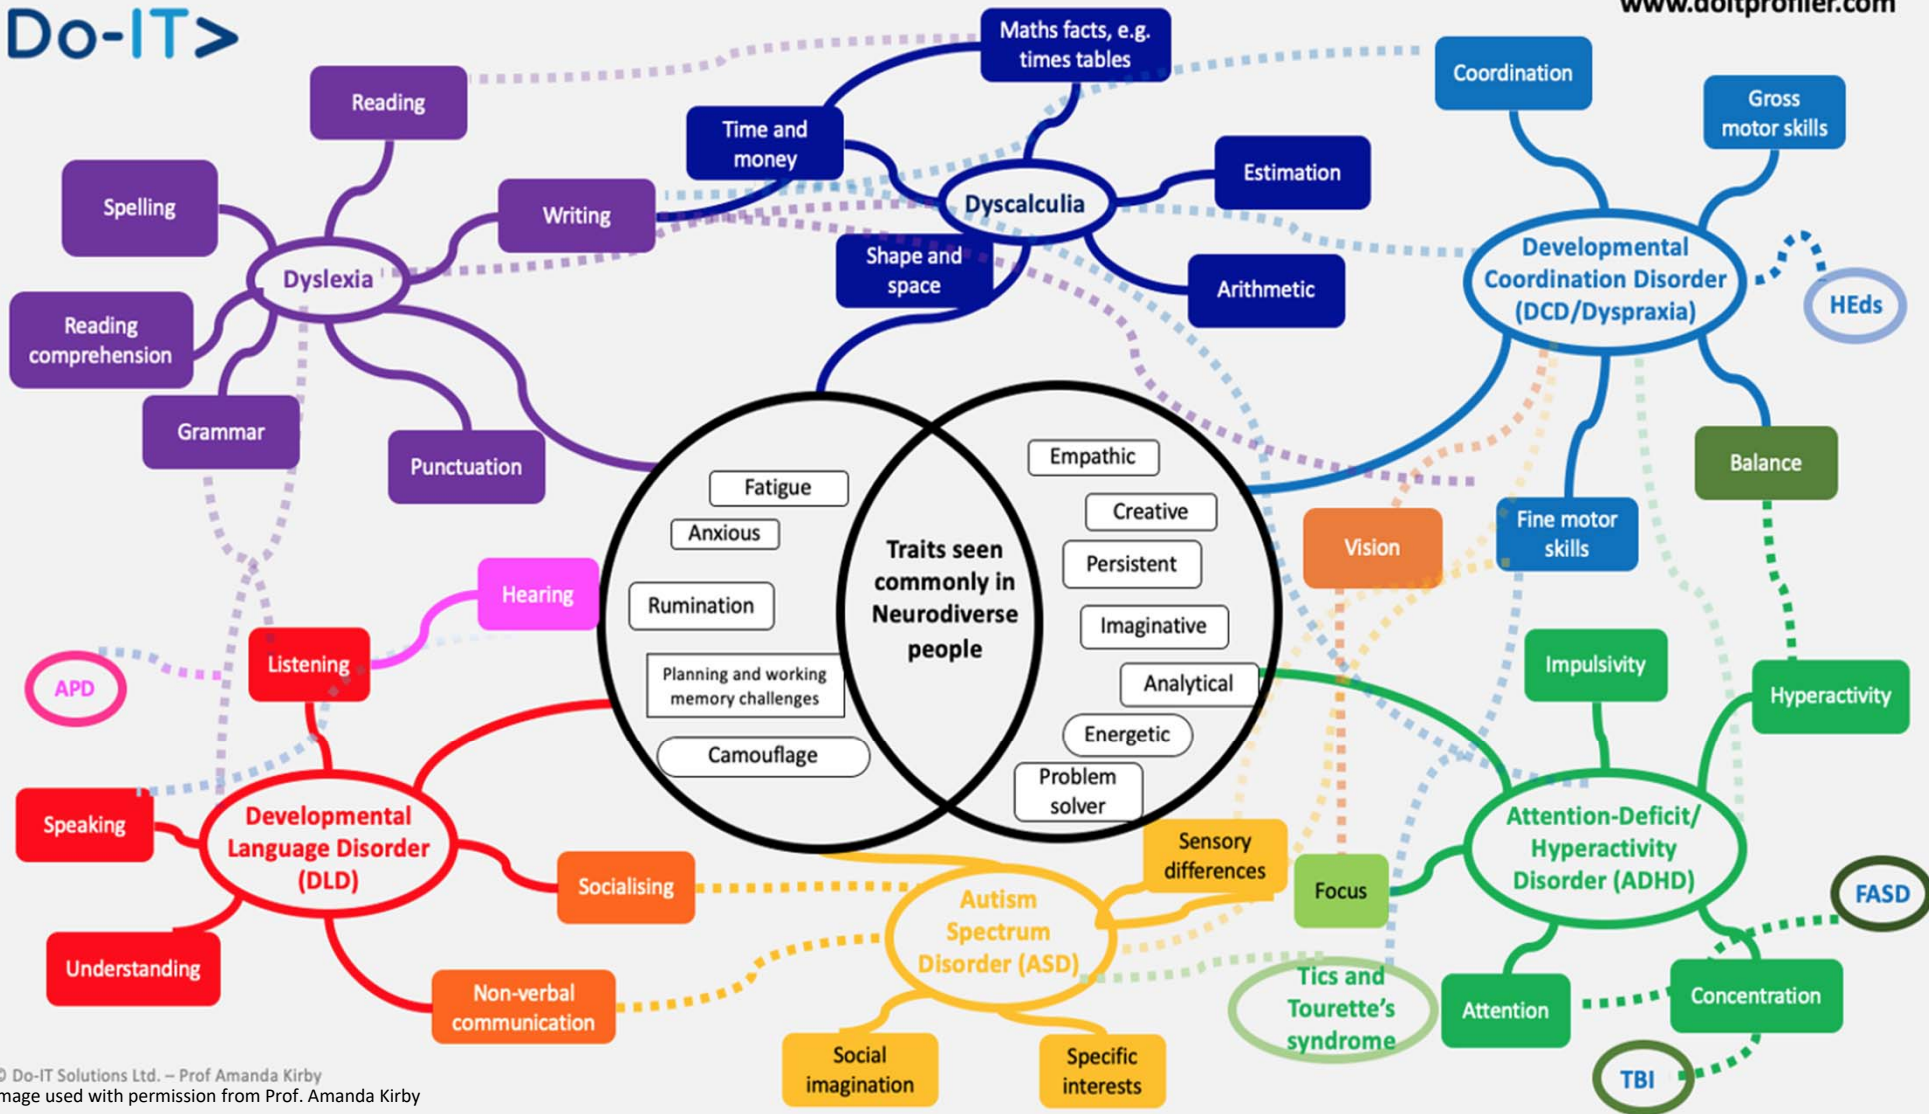 Do-IT>
www.doitprofiler.com
Maths facts, e.g.
times tables
Coordination
Gross
motor skills
Reading
Time and
money
Estimation
Spelling
Writing
Dyscalculia
Shape and
space
Arithmetic
Developmental
Coordination Disorder
(DCD/Dyspraxia)
HEds
Dyslexia
Reading
comprehension
Grammar
Punctuation
Balance
Fatigue
Anxious
Rumination
Planning and working
memory challenges
Camouflage
Traits seen
commonly in
Neurodiverse
people
Empathic
Creative
Persistent
Imaginative
Analytical
Energetic
Problem
solver
Vision
Fine motor
skills
Hearing
Listening
APD
Impulsivity
Hyperactivity
Speaking
Developmental
Language Disorder
(DLD)
Socialising
Understanding
Non-verbal
communication
Sensory
differences
Focus
Attention-Deficit/
Hyperactivity
Disorder (ADHD)
FASD
Autism
Spectrum
Disorder (ASD)
Tics and
Tourette's
syndrome
Attention
Concentration
Social
imagination
Specific
interests
TBI
© Do-IT Solutions Ltd. – Prof Amanda Kirby
mage used with permission from Prof. Amanda Kirby